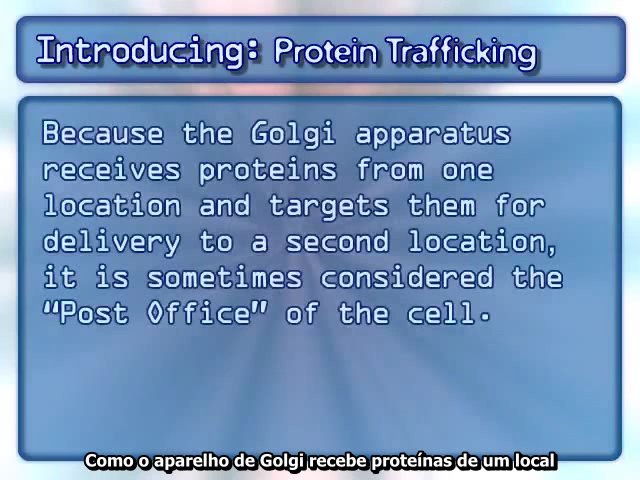 Introducing: Protein Trafficking
Because the Golgi apparatus
receives proteins from one
location and targets them for
delivery to a second location,
it is sometimes considered the
“Post Office” of the cell.
Como o aparelho de Golgi recebe proteínas de um local